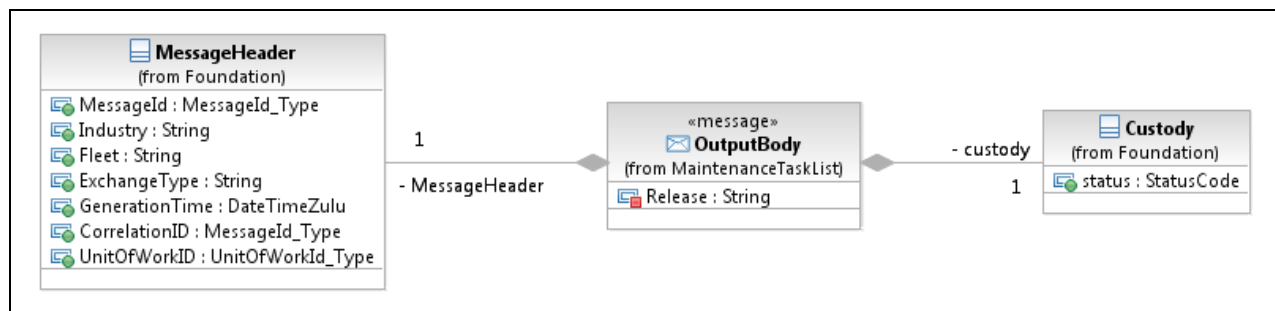 MessageHeader
(from Foundation)
MessageId : MessageId_Type
Industry : String
Fleet : String
ExchangeType : String
GenerationTime : DateTimeZulu
CorrelationID : MessageId_Type
UnitOfWorkID : UnitOfWorkId_Type
1
- MessageHeader
«message»
OutputBody
(from MaintenanceTaskList)
Release : String
- custody
1
Custody
(from Foundation)
status : StatusCode